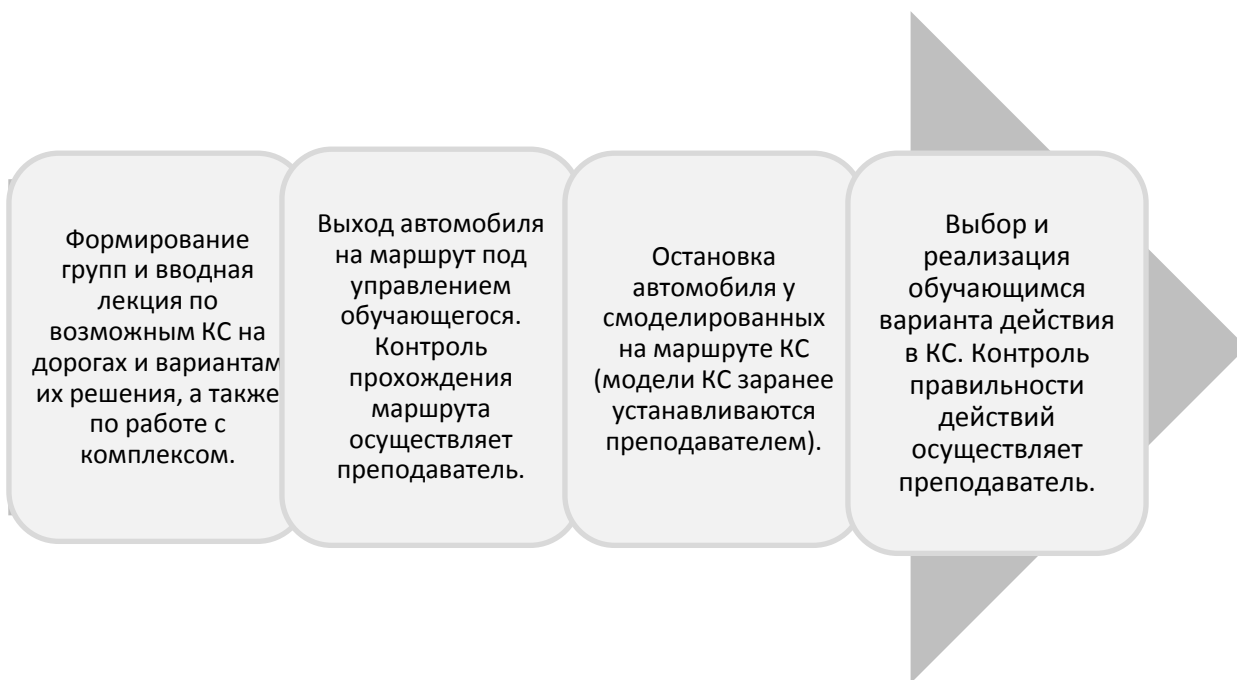 Формирование
групп и вводная
лекция по
возможным КС на
дорогах и вариантам
их решения, а также
по работе с
комплексом.
Выход автомобиля
на маршрут под
управлением
обучающегося.
Контроль
прохождения
маршрута
осуществляет
преподаватель.
Остановка
автомобиля у
смоделированных
на маршруте КС
(модели КС заранее
устанавливаются
преподавателем).
Выбор и
реализация
обучающимся
варианта действия
в КС. Контроль
правильности
действий
осуществляет
преподаватель.